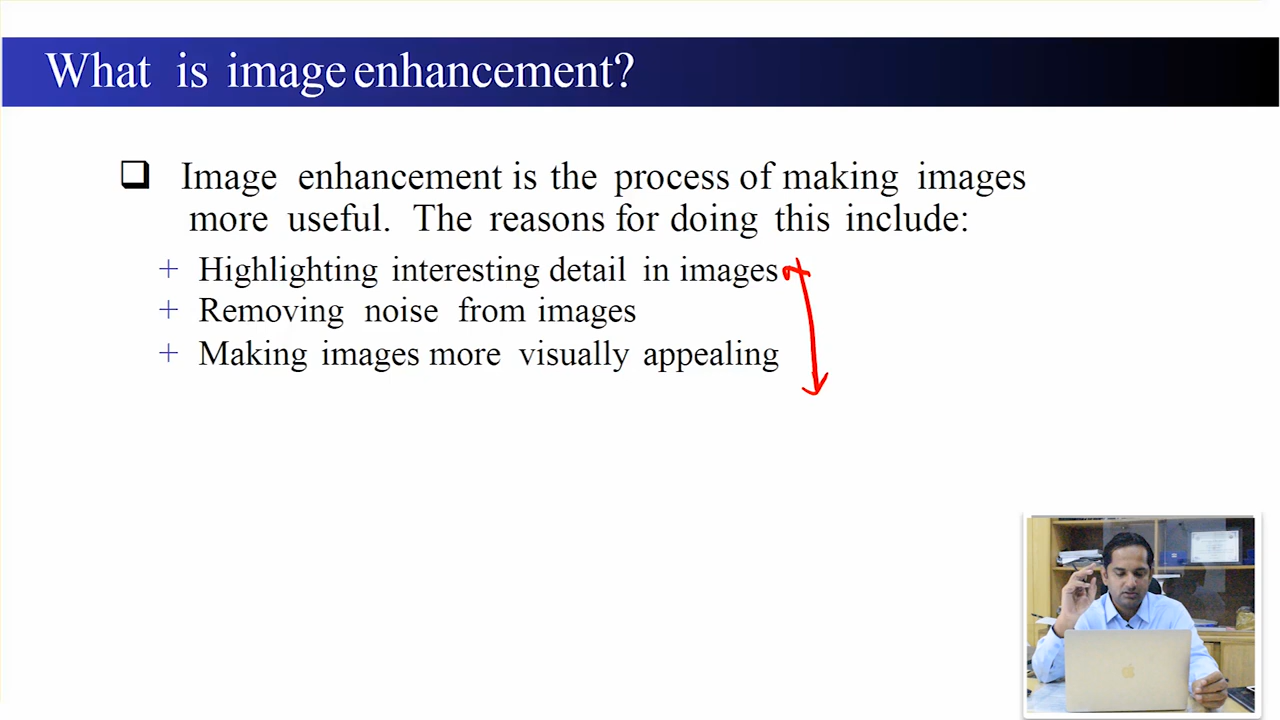 What is image enhancement?
Image enhancement is the process of making images
more useful. The reasons for doing this include:
+ Highlighting interesting detail in images
+ Removing noise from images
+ Making images more visually appealing